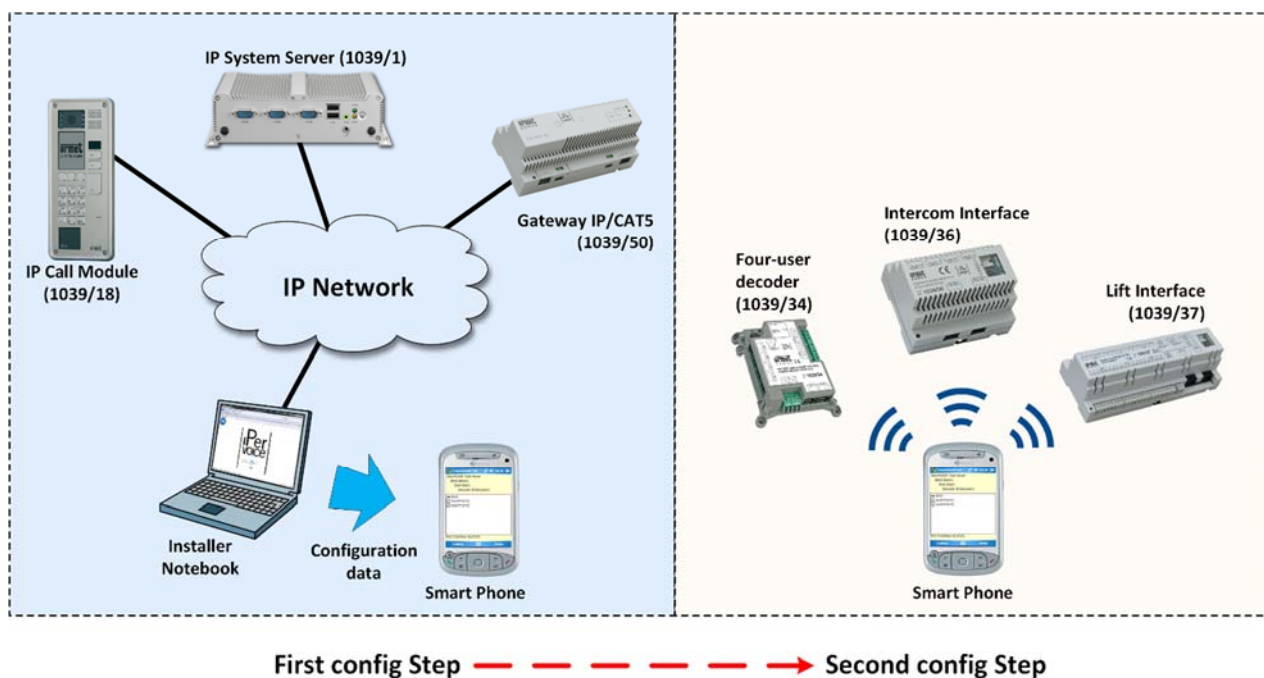 IP System Server (1039/1)
IP Call Module
(1039/18)
Gateway IP/CAT5
(1039/50)
IP Network
iPer
voice
Installer
Notebook
Configuration
data
Smart Phone
Four-user
decoder
(1039/34)
Intercom Interface
(1039/36)
Lift Interface
(1039/37)
Smart Phone
First config Step
Second config Step